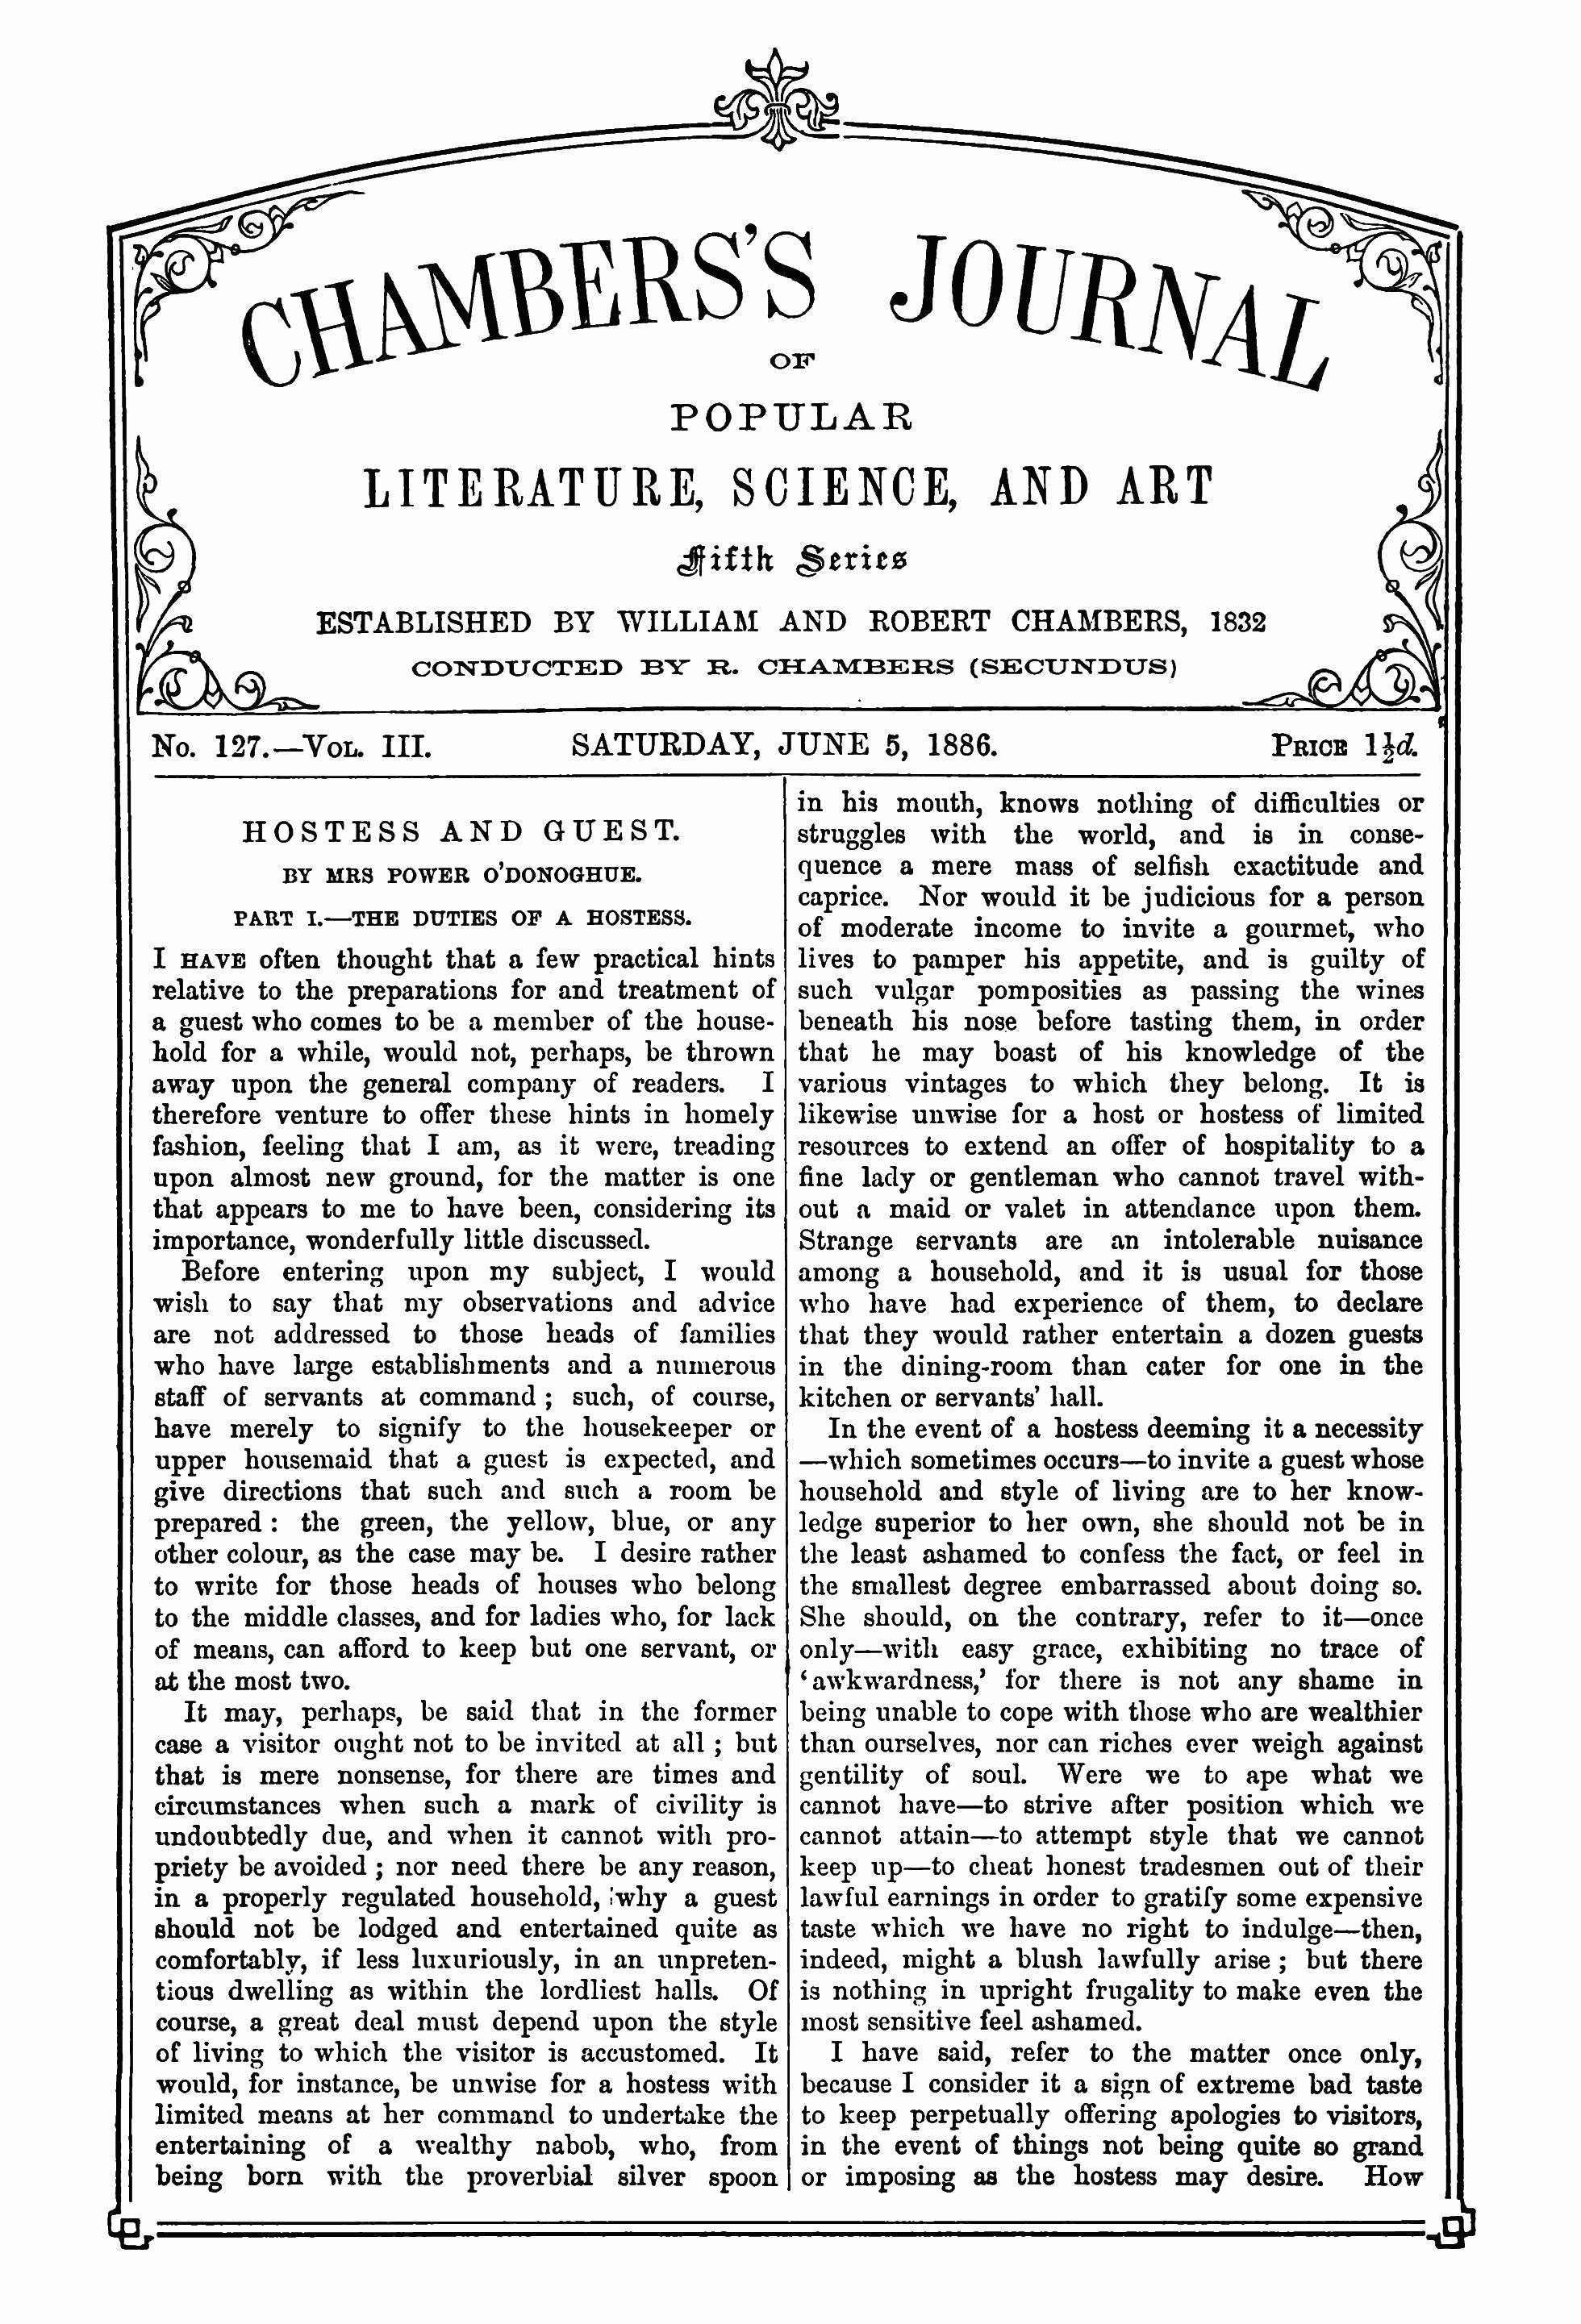 CHAMBERS'S JOURNAL
OF
POPULAR
LITERATURE, SCIENCE, AND ART
Fifth Series
ESTABLISHED BY WILLIAM AND ROBERT CHAMBERS, 1832
CONDUCTED BY R. CHAMBERS (SECUNDUS)
No. 127.—Vol. III. SATURDAY, JUNE 5, 1886. Price 1½d.
HOSTESS AND GUEST.
BY MRS POWER O'DONOGHUE.
PART I.—THE DUTIES OF A HOSTESS.
I HAVE often thought that a few practical hints
relative to the preparations for and treatment of
a guest who comes to be a member of the house-
hold for a while, would not, perhaps, be thrown
away upon the general company of readers. I
therefore venture to offer these hints in homely
fashion, feeling that I am, as it were, treading
upon almost new ground, for the matter is one
that appears to me to have been, considering its
importance, wonderfully little discussed.
Before entering upon my subject, I would
wish to say that my observations and advice
are not addressed to those heads of families
who have large establishments and a numerous
staff of servants at command ; such, of course,
have merely to signify to the housekeeper or
upper housemaid that a guest is expected, and
give directions that such and such a room be
prepared : the green, the yellow, blue, or any
other colour, as the case may be. I desire rather
to write for those heads of houses who belong
to the middle classes, and for ladies who, for lack
of means, can afford to keep but one servant, or
at the most two.
It may, perhaps, be said that in the former
case a visitor ought not to be invited at all ; but
that is mere nonsense, for there are times and
circumstances when such a mark of civility is
undoubtedly due, and when it cannot with pro-
priety be avoided ; nor need there be any reason,
in a properly regulated household, why a guest
should not be lodged and entertained quite as
comfortably, if less luxuriously, in an unpreten-
tious dwelling as within the lordliest halls. Of
course, a great deal must depend upon the style
of living to which the visitor is accustomed. It
would, for instance, be unwise for a hostess with
limited means at her command to undertake the
entertaining of a wealthy nabob, who, from
being born with the proverbial silver spoon
in his mouth, knows nothing of difficulties or
struggles with the world, and is in conse-
quence a mere mass of selfish exactitude and
caprice. Nor would it be judicious for a person
of moderate income to invite a gourmet, who
lives to pamper his appetite, and is guilty of
such vulgar pomposities as passing the wines
beneath his nose before tasting them, in order
that he may boast of his knowledge of the
various vintages to which they belong. It is
likewise unwise for a host or hostess of limited
resources to extend an offer of hospitality to a
fine lady or gentleman who cannot travel with-
out a maid or valet in attendance upon them.
Strange servants are an intolerable nuisance
among a household, and it is usual for those
who have had experience of them, to declare
that they would rather entertain a dozen guests
in the dining-room than cater for one in the
kitchen or servants' hall.
In the event of a hostess deeming it a necessity
—which sometimes occurs—to invite a guest whose
household and style of living are to her know-
ledge superior to her own, she should not be in
the least ashamed to confess the fact, or feel in
the smallest degree embarrassed about doing so.
She should, on the contrary, refer to it—once
only—with easy grace, exhibiting no trace of
'awkwardness,' for there is not any shame in
being unable to cope with those who are wealthier
than ourselves, nor can riches ever weigh against
gentility of soul. Were we to ape what we
cannot have—to strive after position which we
cannot attain—to attempt style that we cannot
keep up—to cheat honest tradesmen out of their
lawful earnings in order to gratify some expensive
taste which we have no right to indulge—then,
indeed, might a blush lawfully arise ; but there
is nothing in upright frugality to make even the
most sensitive feel ashamed.
I have said, refer to the matter once only,
because I consider it a sign of extreme bad taste
to keep perpetually offering apologies to visitors,
in the event of things not being quite so grand
or imposing as the hostess may desire. How